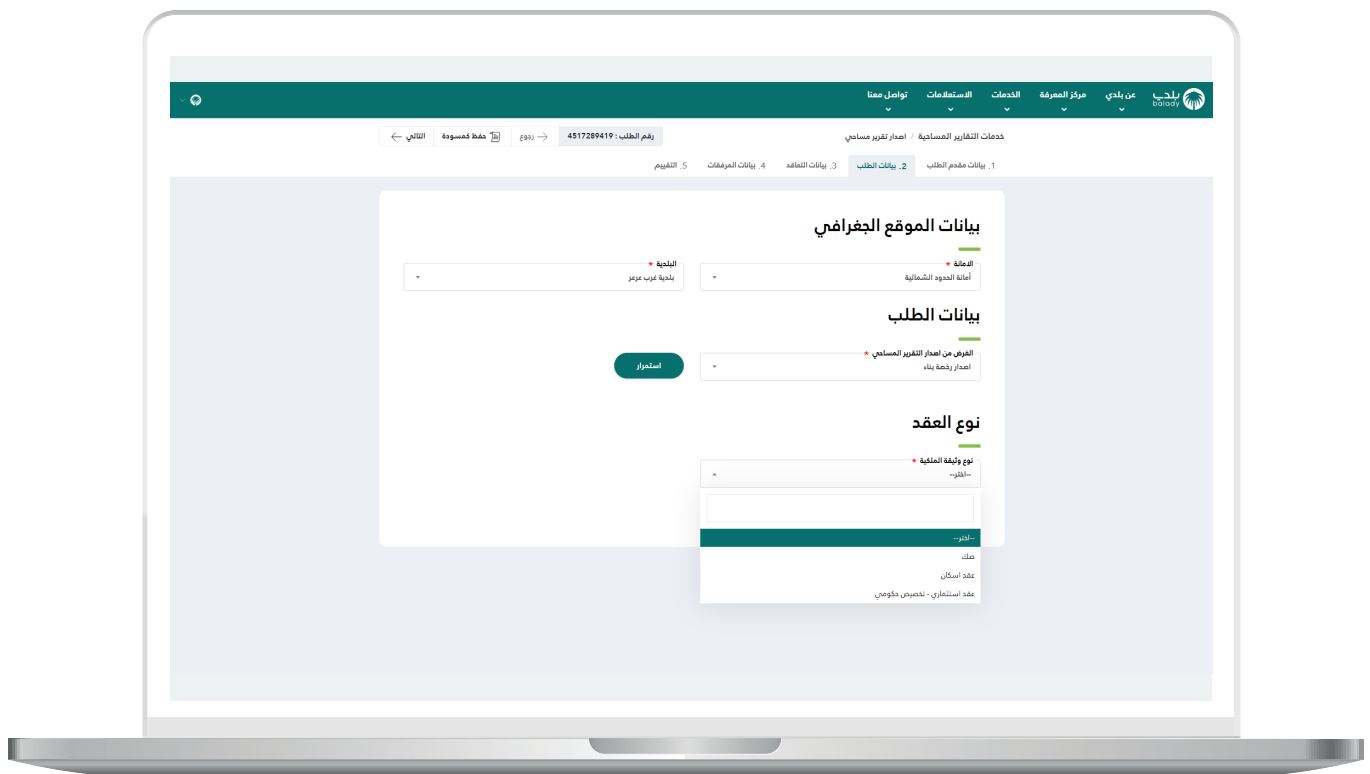 بلدي balady عن بلدي مركز المعرفة الخدمات الاستعلامات تواصل معنا
خدمات التقارير المساحية / اصدار تقرير مساحي رقم الطلب : 4517289419 رجوع حفظ كمسودة التالي
1. بيانات مقدم الطلب 2. بيانات الطلب 3. بيانات التعاقد 4. بيانات المرفقات 5. التقييم
بيانات الموقع الجغرافي
الامانة * البلدية *
أمانة الحدود الشمالية بلدية غرب عرعر
بيانات الطلب
الغرض من اصدار التقرير المساحي *
اصدار رخصة بناء استمرار
نوع العقد
نوع وثيقة الملكية *
--اختر--
--اختر--
صك
عقد اسكان
عقد استثماري - تخصيص حكومي